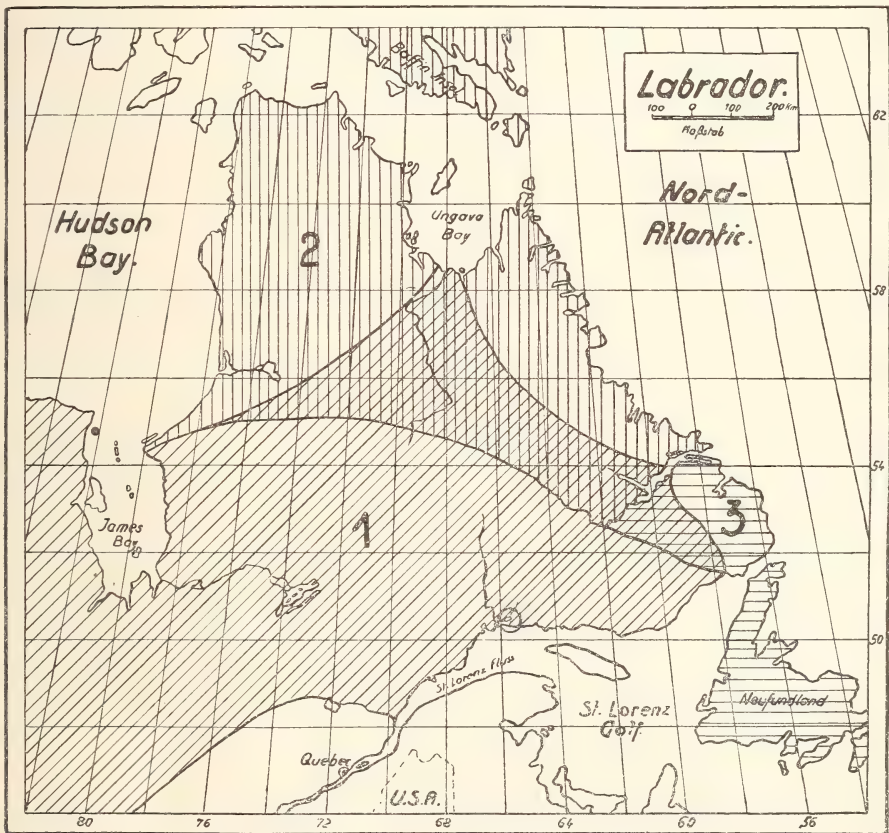 Baffin
Labrador.
100 0 100 200 Km
Maßstab
62
Hudson
Bay.
Nord-
Atlantic.
Ungava
Bay
2
58
54
James
Bay
1
3
50
St. Lorenz Fluss
St. Lorenz
Golf.
Neufundland
Quebec
U.S.A.
80 76 72 68 64 60 56